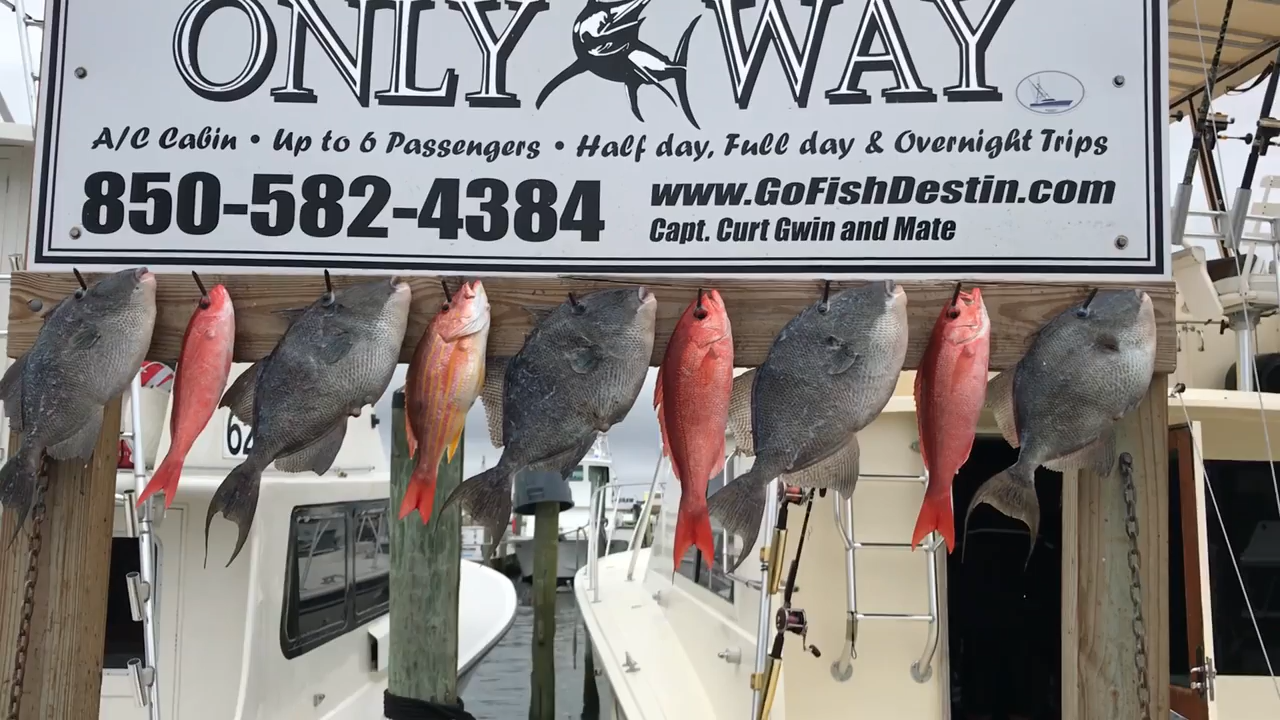 ONLY WAY
A/C Cabin • Up to 6 Passengers • Half day, Full day & Overnight Trips
850-582-4384
www.GoFishDestin.com
Capt. Curt Gwin and Mate
62